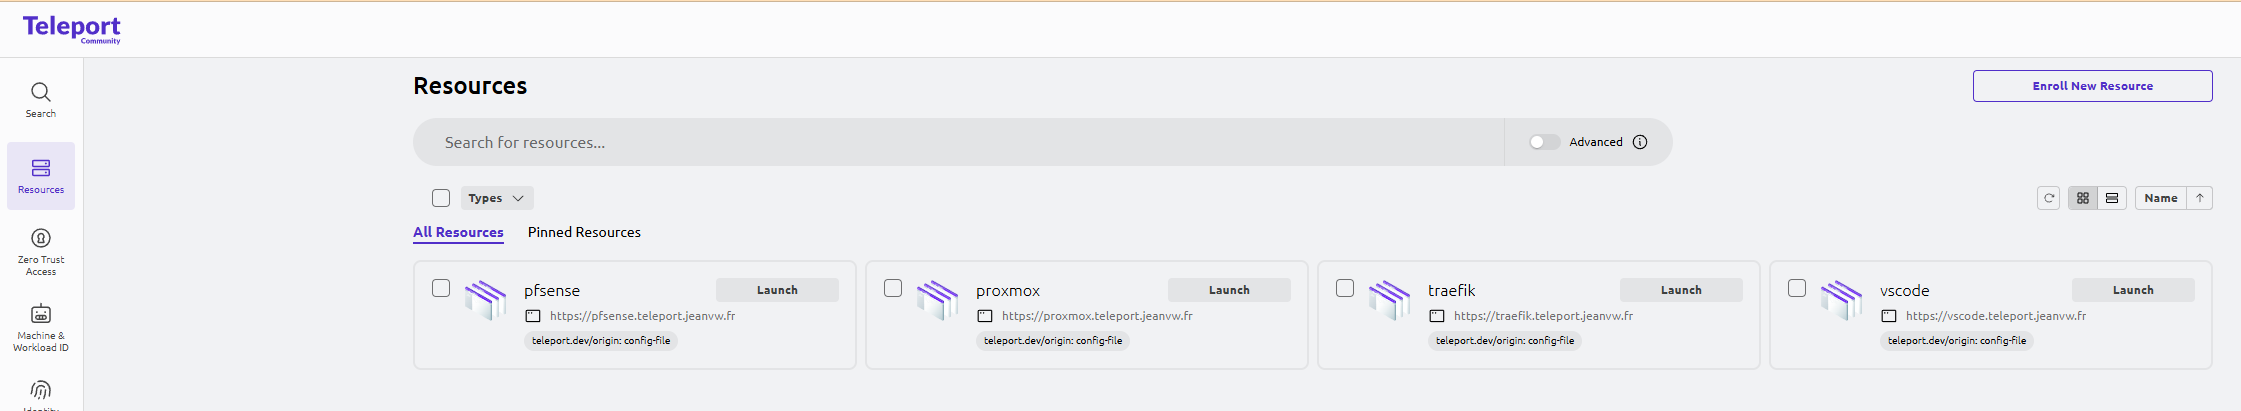 Teleport
Community
Search
Resources
Zero Trust
Access
Machine &
Workload ID
Identity
Resources
Enroll New Resource
Search for resources...
Advanced
Types
Name
All Resources
Pinned Resources
pfsense
Launch
https://pfsense.teleport.jeanvw.fr
teleport.dev/origin: config-file
proxmox
Launch
https://proxmox.teleport.jeanvw.fr
teleport.dev/origin: config-file
traefik
Launch
https://traefik.teleport.jeanvw.fr
teleport.dev/origin: config-file
vscode
Launch
https://vscode.teleport.jeanvw.fr
teleport.dev/origin: config-file